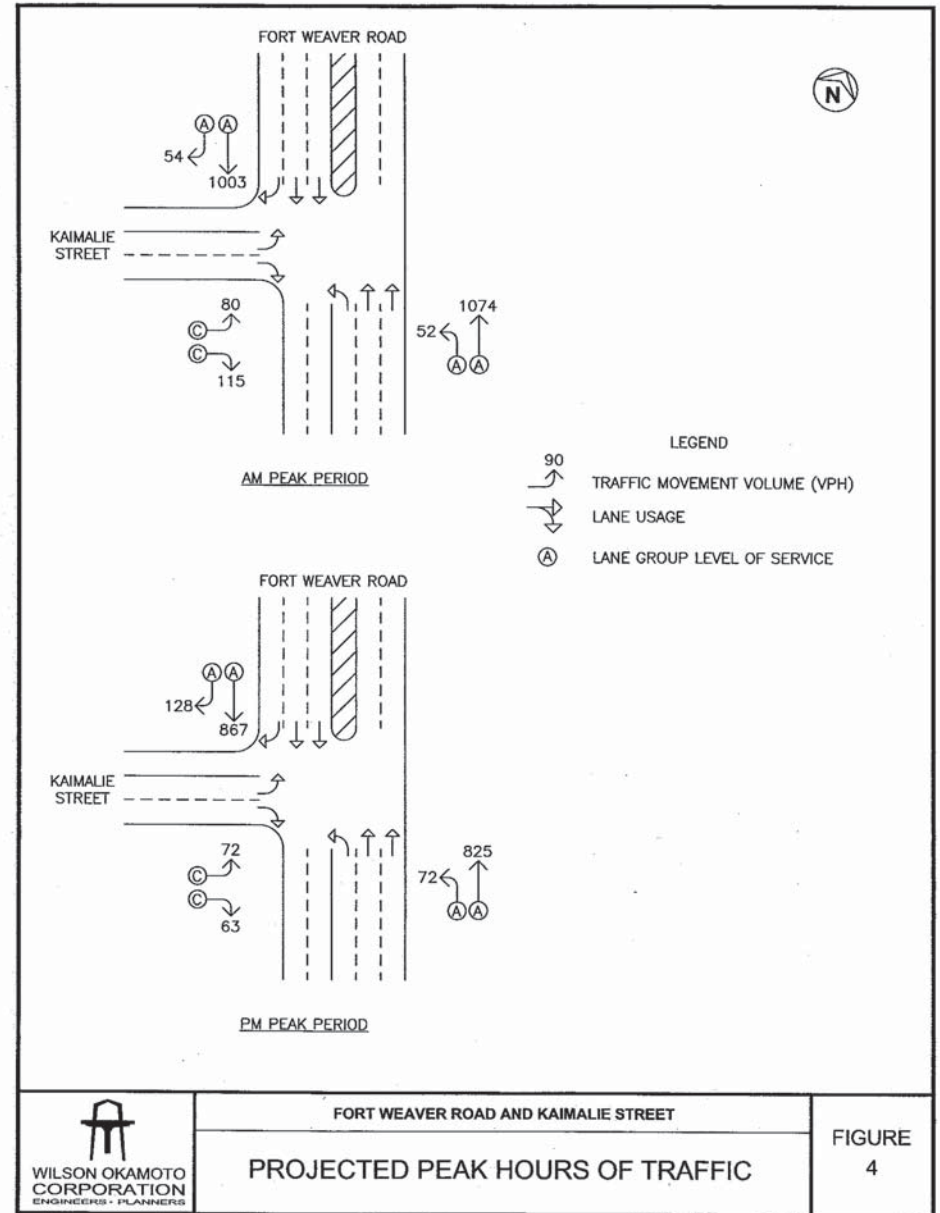 FORT WEAVER ROAD
N
A A
54
1003
KAIMALIE
STREET
80
C
C
115
1074
52
A A
AM PEAK PERIOD
LEGEND
90
TRAFFIC MOVEMENT VOLUME (VPH)
LANE USAGE
A LANE GROUP LEVEL OF SERVICE
FORT WEAVER ROAD
A A
128
867
KAIMALIE
STREET
72
C
C
63
825
72
A A
PM PEAK PERIOD
WILSON OKAMOTO
CORPORATION
ENGINEERS • PLANNERS
FORT WEAVER ROAD AND KAIMALIE STREET
PROJECTED PEAK HOURS OF TRAFFIC
FIGURE
4